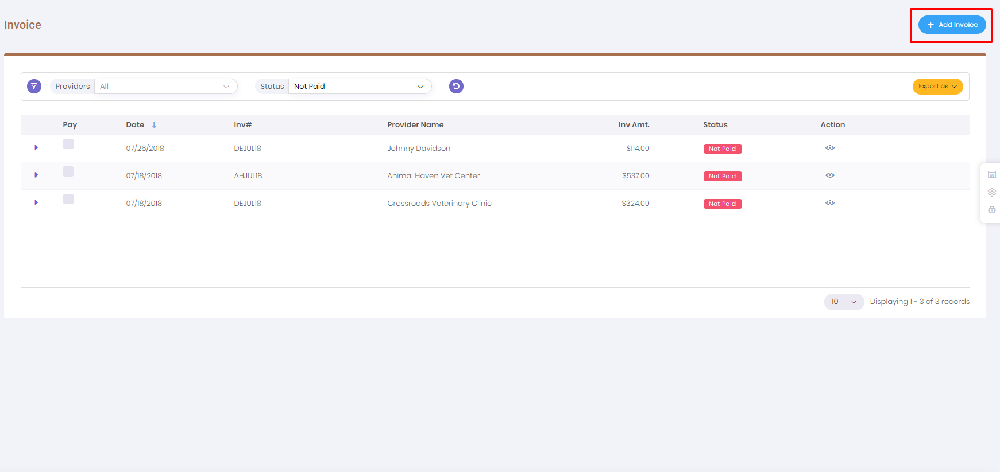 Invoice
+ Add Invoice
Providers All Status Not Paid Export as
Pay Date Inv# Provider Name Inv Amt. Status Action
07/26/2018 DEJUL18 Johnny Davidson $114.00 Not Paid
07/18/2018 AHJUL18 Animal Haven Vet Center $537.00 Not Paid
07/18/2018 DEJUL18 Crossroads Veterinary Clinic $324.00 Not Paid
10 Displaying 1 - 3 of 3 records